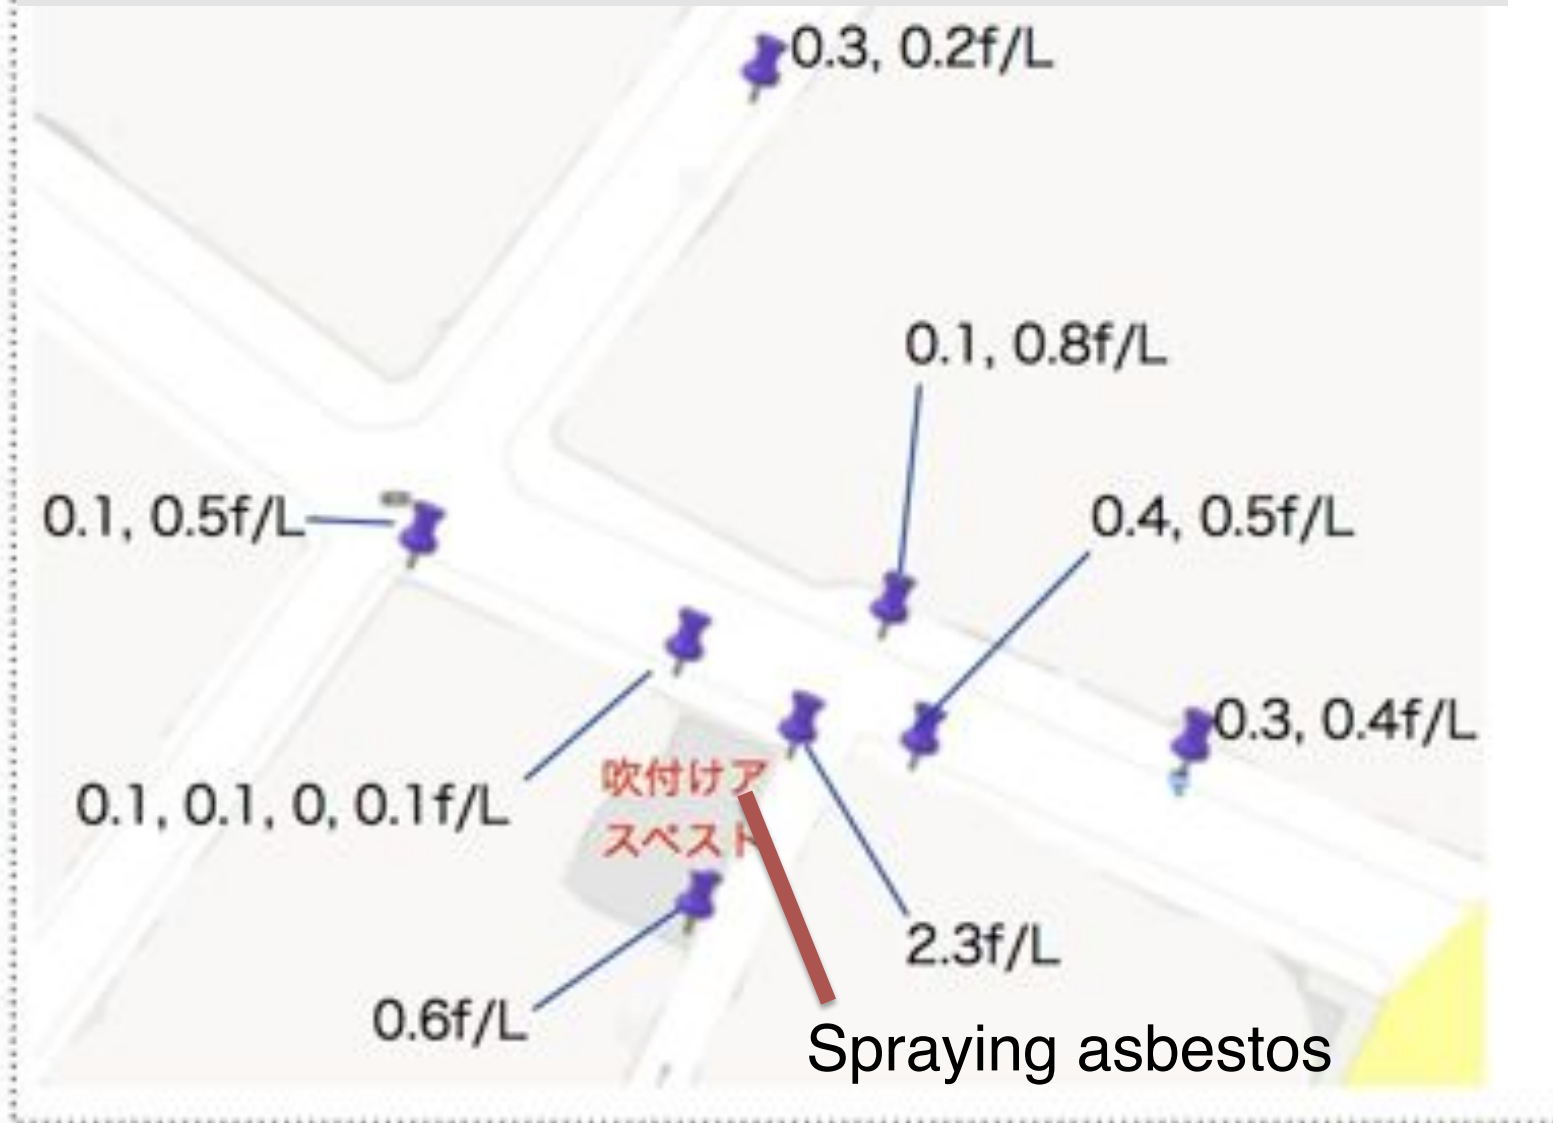 0.3, 0.2f/L
0.1, 0.8f/L
0.1, 0.5f/L
0.4, 0.5f/L
0.3, 0.4f/L
0.1, 0.1, 0, 0.1f/L
吹付けア
スベスト
2.3f/L
0.6f/L
Spraying asbestos